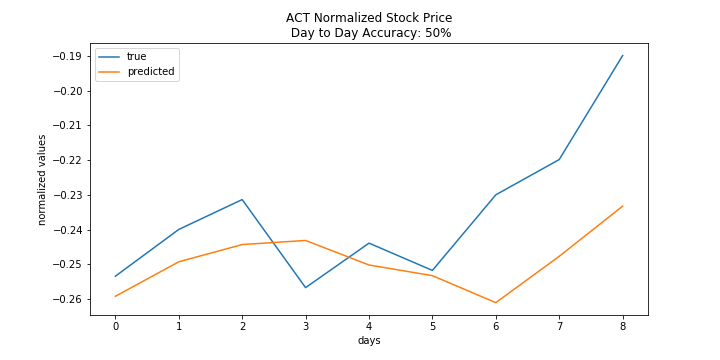 ACT Normalized Stock Price
Day to Day Accuracy: 50%
true
predicted
normalized values
−0.19
−0.20
−0.21
−0.22
−0.23
−0.24
−0.25
−0.26
0 1 2 3 4 5 6 7 8
days